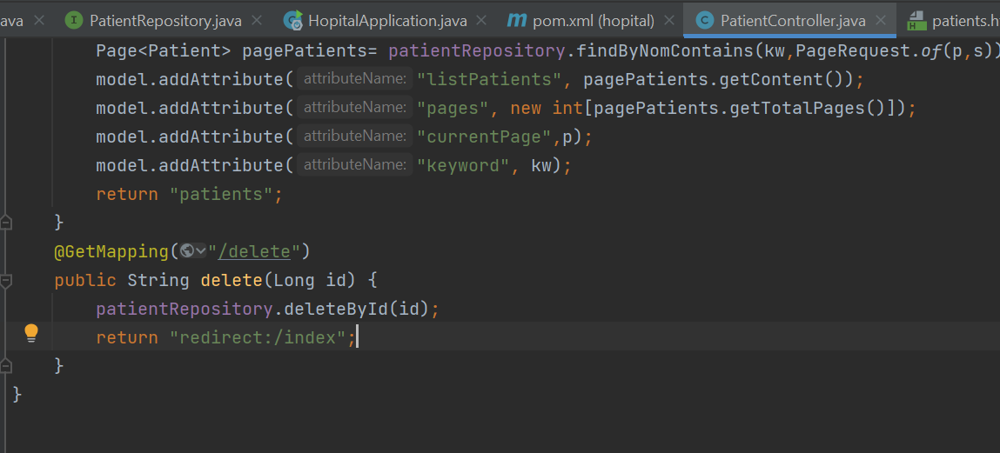 ava PatientRepository.java HopitalApplication.java pom.xml (hopital) PatientController.java patients.h
Page<Patient> pagePatients= patientRepository.findByNomContains(kw,PageRequest.of(p,s))
model.addAttribute( attributeName: "listPatients", pagePatients.getContent());
model.addAttribute( attributeName: "pages", new int[pagePatients.getTotalPages()]);
model.addAttribute( attributeName: "currentPage",p);
model.addAttribute( attributeName: "keyword", kw);
return "patients";
}
@GetMapping("/delete")
public String delete(Long id) {
patientRepository.deleteById(id);
return "redirect:/index";
}
}